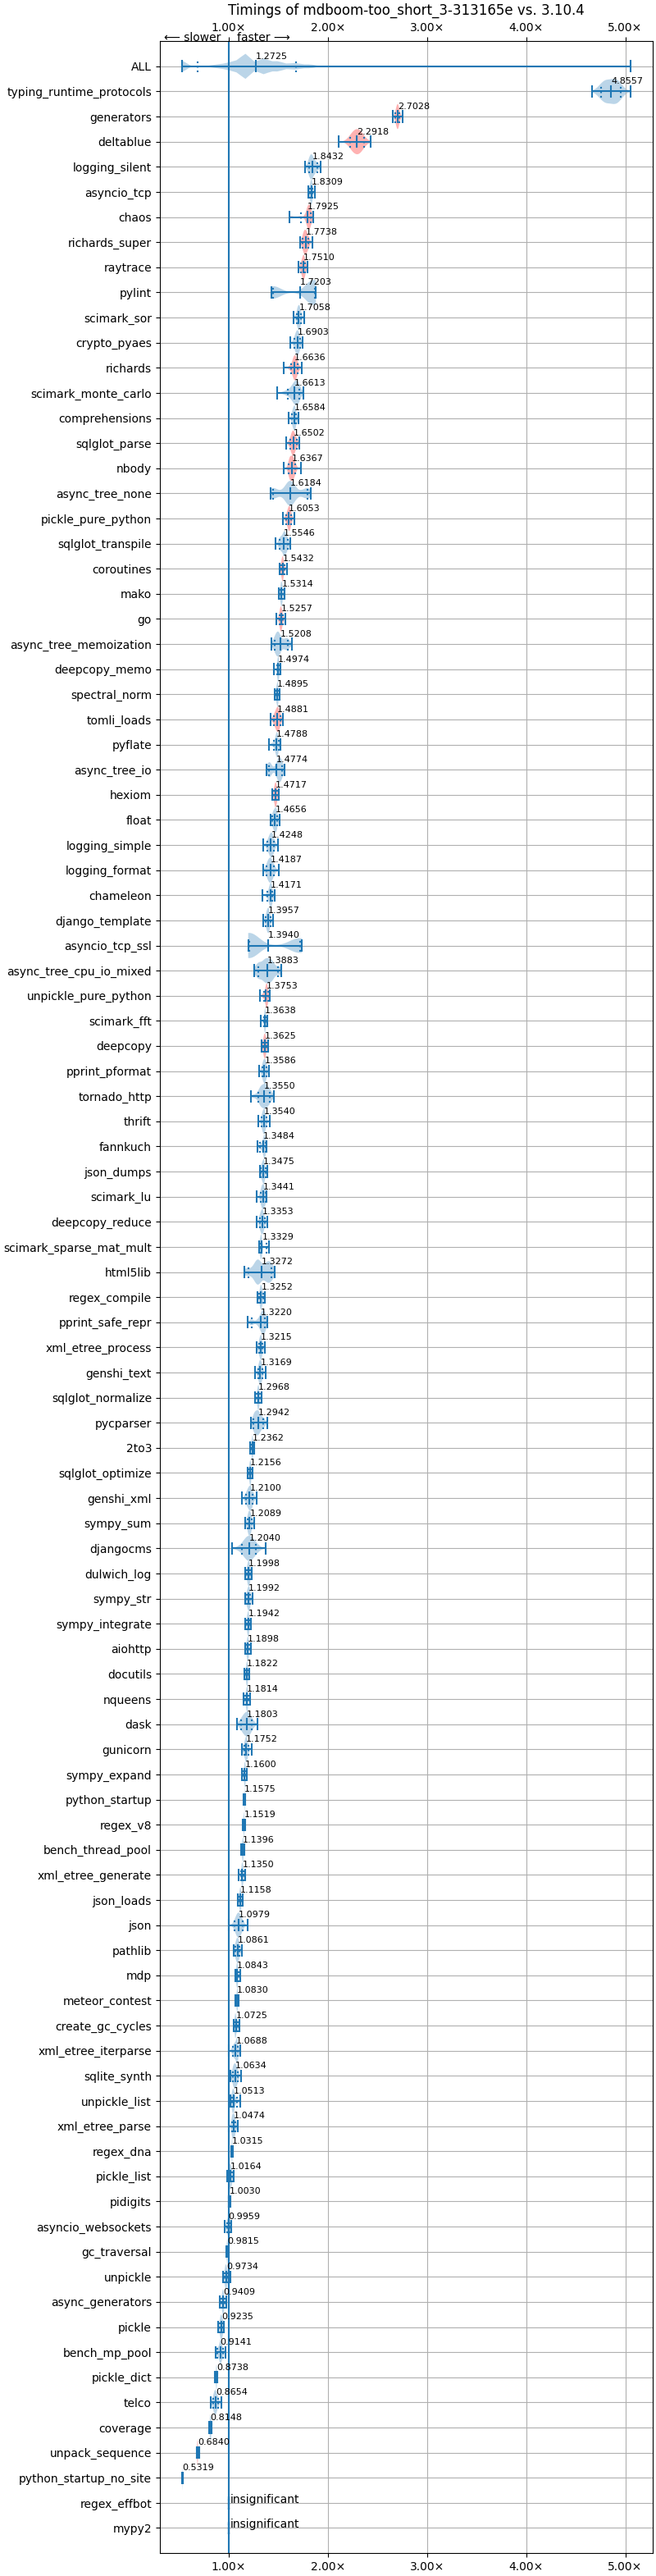 Timings of mdboom-too_short_3-313165e vs. 3.10.4
1.00× 2.00× 3.00× 4.00× 5.00×
⟵ slower faster ⟶
ALL 1.2725
typing_runtime_protocols 4.8557
generators 2.7028
deltablue 2.2918
logging_silent 1.8432
asyncio_tcp 1.8309
chaos 1.7925
richards_super 1.7738
raytrace 1.7510
pylint 1.7203
scimark_sor 1.7058
crypto_pyaes 1.6903
richards 1.6636
scimark_monte_carlo 1.6613
comprehensions 1.6584
sqlglot_parse 1.6502
nbody 1.6367
async_tree_none 1.6184
pickle_pure_python 1.6053
sqlglot_transpile 1.5546
coroutines 1.5432
mako 1.5314
go 1.5257
async_tree_memoization 1.5208
deepcopy_memo 1.4974
spectral_norm 1.4895
tomli_loads 1.4881
pyflate 1.4788
async_tree_io 1.4774
hexiom 1.4717
float 1.4656
logging_simple 1.4248
logging_format 1.4187
chameleon 1.4171
django_template 1.3957
asyncio_tcp_ssl 1.3940
async_tree_cpu_io_mixed 1.3883
unpickle_pure_python 1.3753
scimark_fft 1.3638
deepcopy 1.3625
pprint_pformat 1.3586
tornado_http 1.3550
thrift 1.3540
fannkuch 1.3484
json_dumps 1.3475
scimark_lu 1.3441
deepcopy_reduce 1.3353
scimark_sparse_mat_mult 1.3329
html5lib 1.3272
regex_compile 1.3252
pprint_safe_repr 1.3220
xml_etree_process 1.3215
genshi_text 1.3169
sqlglot_normalize 1.2968
pycparser 1.2942
2to3 1.2362
sqlglot_optimize 1.2156
genshi_xml 1.2100
sympy_sum 1.2089
djangocms 1.2040
dulwich_log 1.1998
sympy_str 1.1992
sympy_integrate 1.1942
aiohttp 1.1898
docutils 1.1822
nqueens 1.1814
dask 1.1803
gunicorn 1.1752
sympy_expand 1.1600
python_startup 1.1575
regex_v8 1.1519
bench_thread_pool 1.1396
xml_etree_generate 1.1350
json_loads 1.1158
json 1.0979
pathlib 1.0861
mdp 1.0843
meteor_contest 1.0830
create_gc_cycles 1.0725
xml_etree_iterparse 1.0688
sqlite_synth 1.0634
unpickle_list 1.0513
xml_etree_parse 1.0474
regex_dna 1.0315
pickle_list 1.0164
pidigits 1.0030
asyncio_websockets 0.9959
gc_traversal 0.9815
unpickle 0.9734
async_generators 0.9409
pickle 0.9235
bench_mp_pool 0.9141
pickle_dict 0.8738
telco 0.8654
coverage 0.8148
unpack_sequence 0.6840
python_startup_no_site 0.5319
regex_effbot insignificant
mypy2 insignificant
1.00× 2.00× 3.00× 4.00× 5.00×